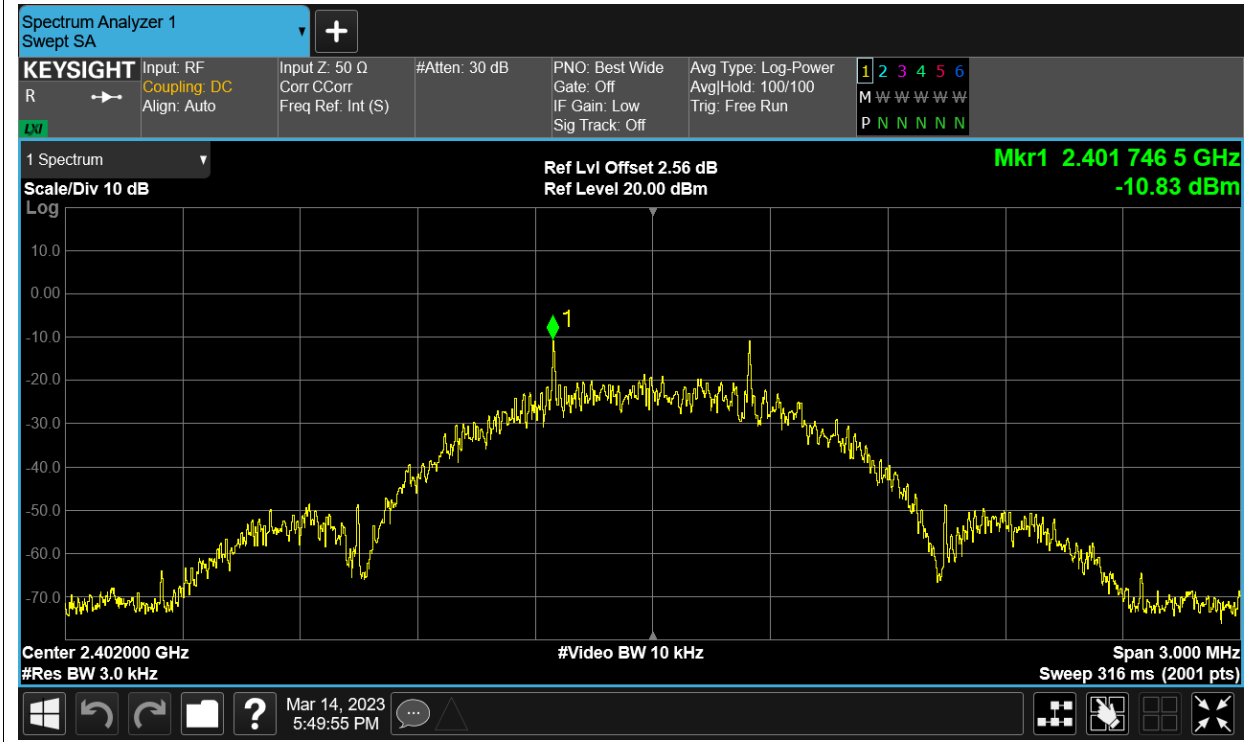 Spectrum Analyzer 1
Swept SA
+
KEYSIGHT
R
LXI
Input: RF
Coupling: DC
Align: Auto
Input Z: 50 Ω
Corr CCorr
Freq Ref: Int (S)
#Atten: 30 dB
PNO: Best Wide
Gate: Off
IF Gain: Low
Sig Track: Off
Avg Type: Log-Power
Avg|Hold: 100/100
Trig: Free Run
1 2 3 4 5 6
M W W W W W W
P N N N N N N
1 Spectrum
Scale/Div 10 dB
Log
Ref Lvl Offset 2.56 dB
Ref Level 20.00 dBm
Mkr1 2.401 746 5 GHz
-10.83 dBm
10.0
0.00
1
-10.0
-20.0
-30.0
-40.0
-50.0
-60.0
-70.0
Center 2.402000 GHz
#Video BW 10 kHz
Span 3.000 MHz
#Res BW 3.0 kHz
Sweep 316 ms (2001 pts)
?
Mar 14, 2023
5:49:55 PM